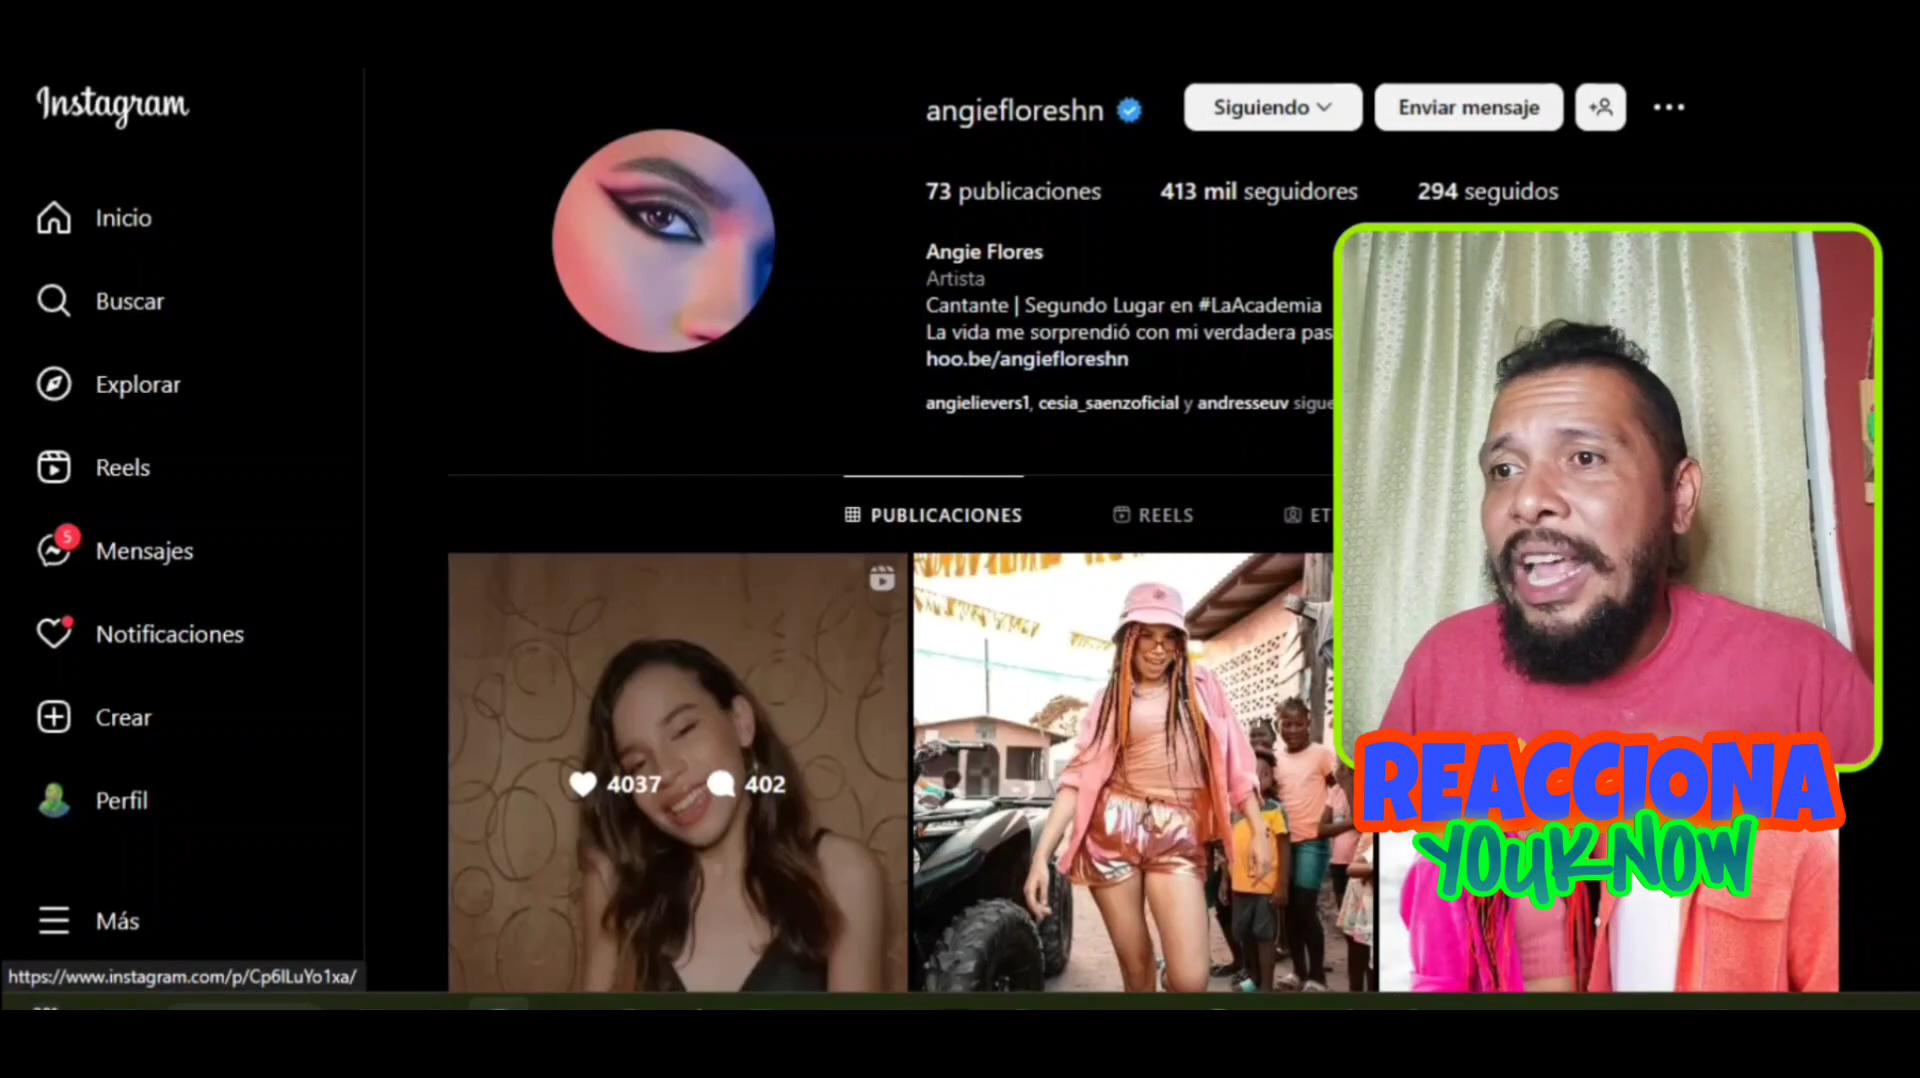 Instagram
Inicio
Buscar
Explorar
Reels
5
Mensajes
Notificaciones
Crear
Perfil
Más
https://www.instagram.com/p/Cp6lLuYo1xa/
angiefloreshn
Siguiendo
Enviar mensaje
73 publicaciones 413 mil seguidores 294 seguidos
Angie Flores
Artista
Cantante | Segundo Lugar en #LaAcademia
La vida me sorprendió con mi verdadera pas
hoo.be/angiefloreshn
angielievers1, cesia_saenzoficial y andresseuv sigue
PUBLICACIONES REELS ET
4037 402
REACCIONA
YOUKNOW